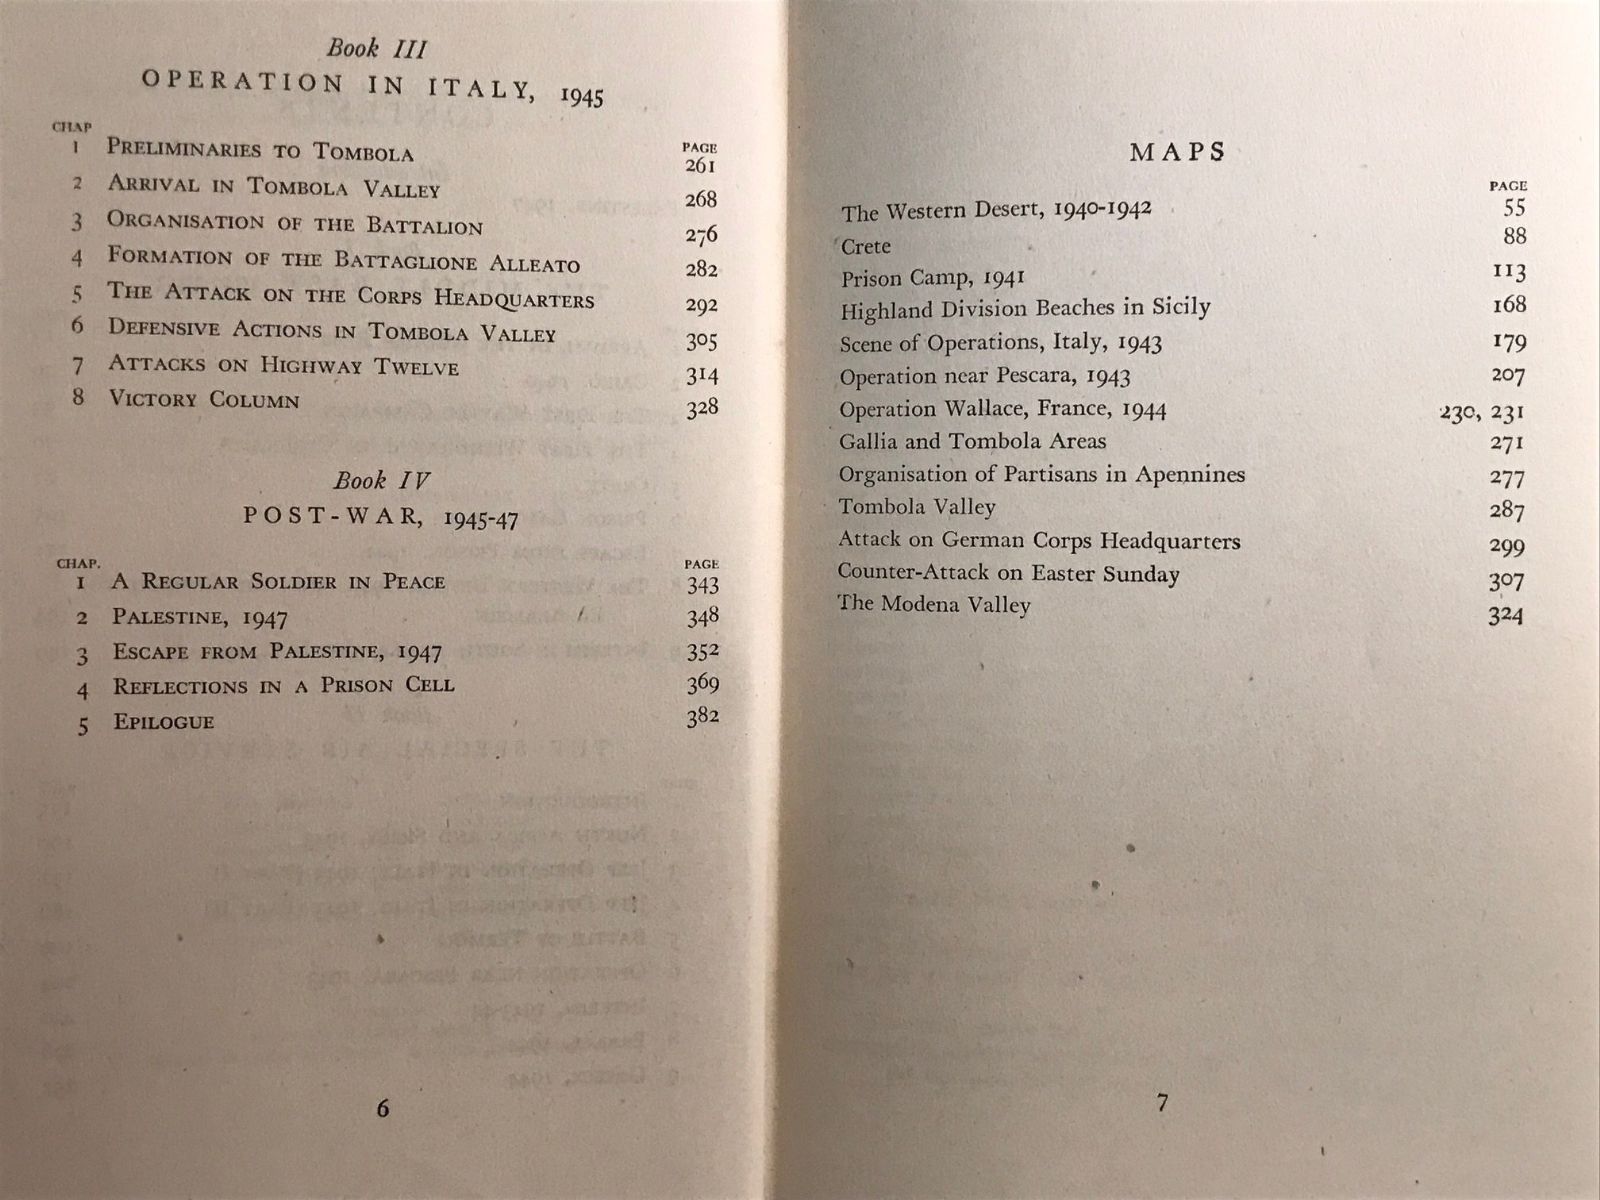 Book III
OPERATION IN ITALY, 1945
CHAP PAGE
1 PRELIMINARIES TO TOMBOLA 261
2 ARRIVAL IN TOMBOLA VALLEY 268
3 ORGANISATION OF THE BATTALION 276
4 FORMATION OF THE BATTAGLIONE ALLEATO 282
5 THE ATTACK ON THE CORPS HEADQUARTERS 292
6 DEFENSIVE ACTIONS IN TOMBOLA VALLEY 305
7 ATTACKS ON HIGHWAY TWELVE 314
8 VICTORY COLUMN 328
Book IV
POST-WAR, 1945-47
CHAP. PAGE
1 A REGULAR SOLDIER IN PEACE 343
2 PALESTINE, 1947 348
3 ESCAPE FROM PALESTINE, 1947 352
4 REFLECTIONS IN A PRISON CELL 369
5 EPILOGUE 382
6
MAPS
PAGE
The Western Desert, 1940-1942 55
Crete 88
Prison Camp, 1941 113
Highland Division Beaches in Sicily 168
Scene of Operations, Italy, 1943 179
Operation near Pescara, 1943 207
Operation Wallace, France, 1944 230, 231
Gallia and Tombola Areas 271
Organisation of Partisans in Apennines 277
Tombola Valley 287
Attack on German Corps Headquarters 299
Counter-Attack on Easter Sunday 307
The Modena Valley 324
7